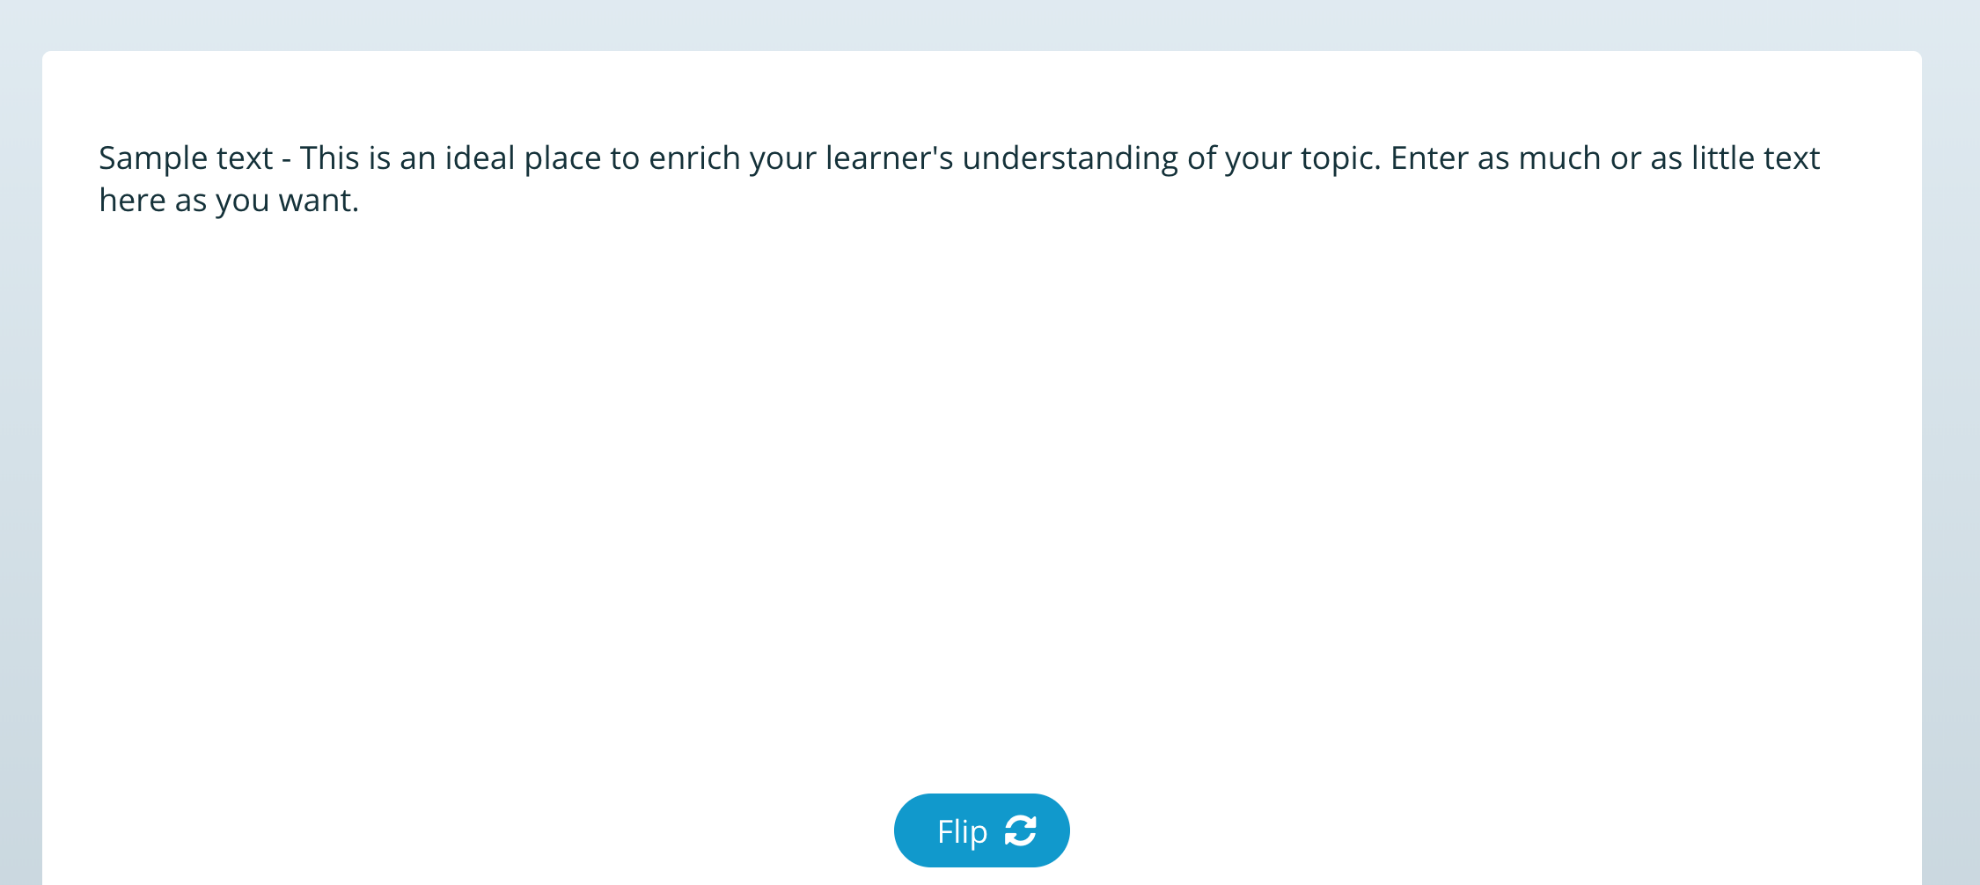 Sample text - This is an ideal place to enrich your learner's understanding of your topic. Enter as much or as little text
here as you want.
Flip